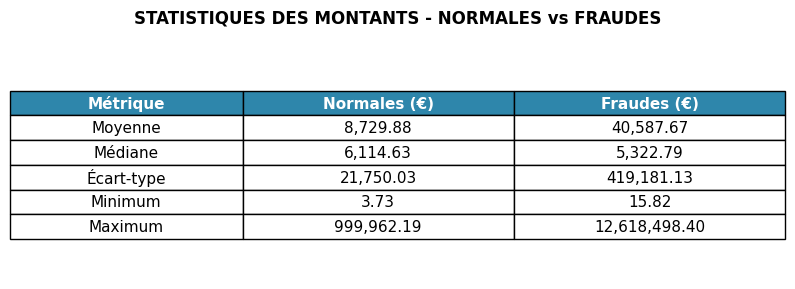 STATISTIQUES DES MONTANTS - NORMALES vs FRAUDES
Métrique Normales (€) Fraudes (€)
Moyenne 8,729.88 40,587.67
Médiane 6,114.63 5,322.79
Écart-type 21,750.03 419,181.13
Minimum 3.73 15.82
Maximum 999,962.19 12,618,498.40